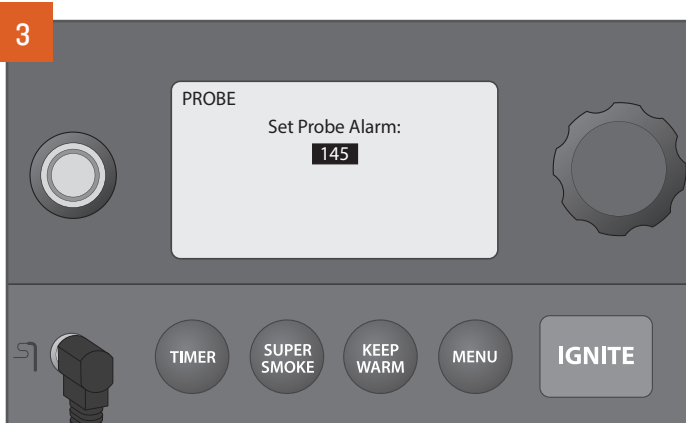 3
PROBE
Set Probe Alarm:
145
TIMER
SUPER
SMOKE
KEEP
WARM
MENU
IGNITE